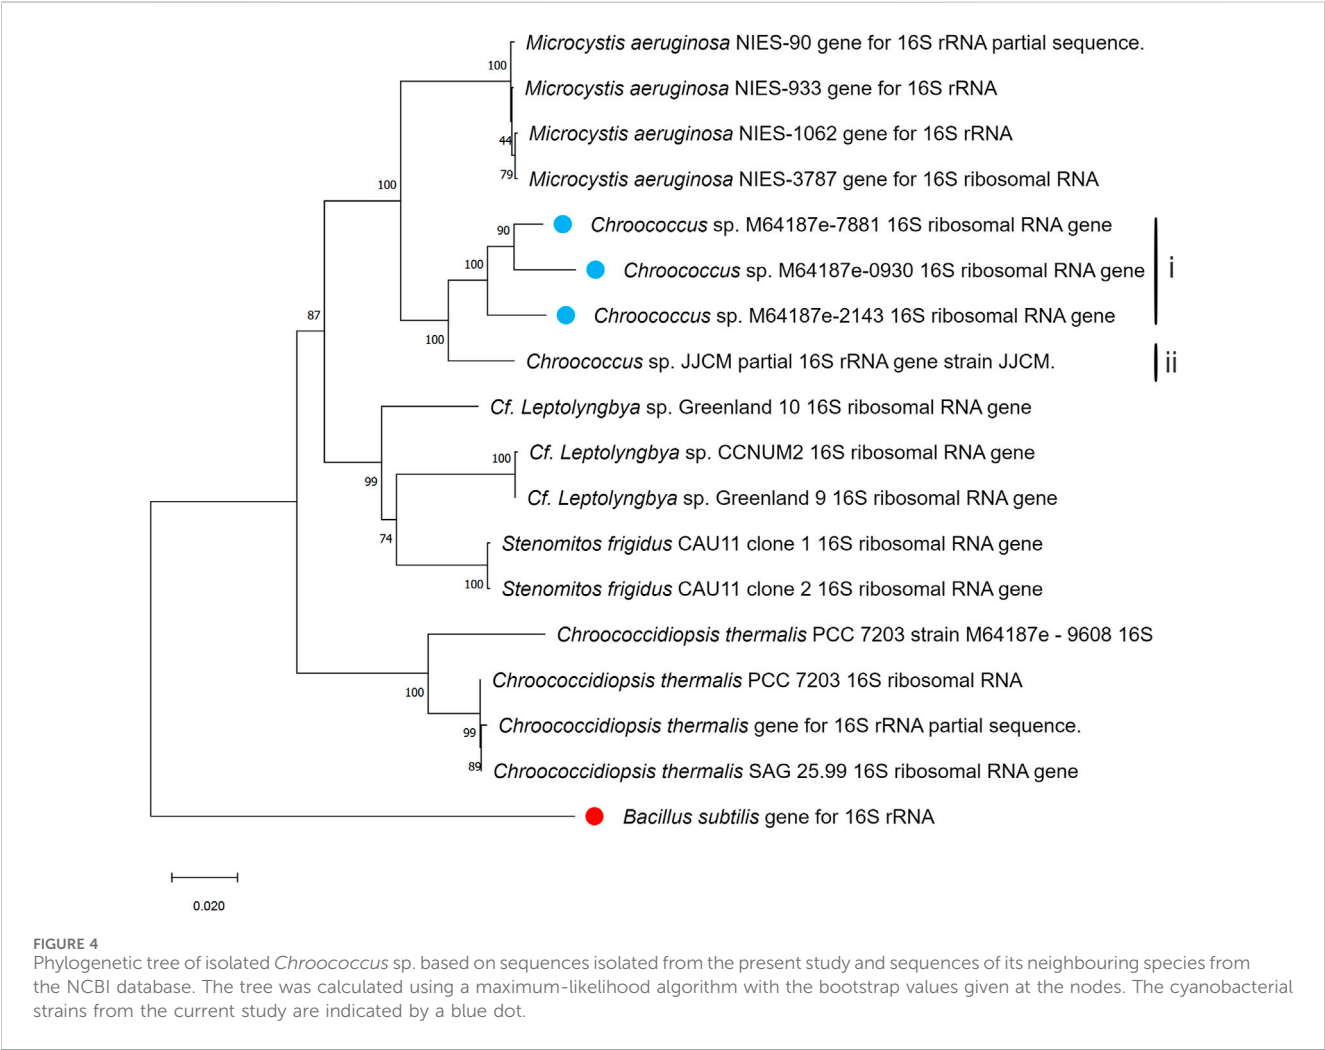 Microcystis aeruginosa NIES-90 gene for 16S rRNA partial sequence.
100
Microcystis aeruginosa NIES-933 gene for 16S rRNA
Microcystis aeruginosa NIES-1062 gene for 16S rRNA
44
79
Microcystis aeruginosa NIES-3787 gene for 16S ribosomal RNA
100
Chroococcus sp. M64187e-7881 16S ribosomal RNA gene
90
100
Chroococcus sp. M64187e-0930 16S ribosomal RNA gene
i
87
Chroococcus sp. M64187e-2143 16S ribosomal RNA gene
100
Chroococcus sp. JJCM partial 16S rRNA gene strain JJCM.
ii
Cf. Leptolyngbya sp. Greenland 10 16S ribosomal RNA gene
100
Cf. Leptolyngbya sp. CCNUM2 16S ribosomal RNA gene
99
Cf. Leptolyngbya sp. Greenland 9 16S ribosomal RNA gene
74
Stenomitos frigidus CAU11 clone 1 16S ribosomal RNA gene
100
Stenomitos frigidus CAU11 clone 2 16S ribosomal RNA gene
Chroococcidiopsis thermalis PCC 7203 strain M64187e - 9608 16S
100
Chroococcidiopsis thermalis PCC 7203 16S ribosomal RNA
99
Chroococcidiopsis thermalis gene for 16S rRNA partial sequence.
89
Chroococcidiopsis thermalis SAG 25.99 16S ribosomal RNA gene
Bacillus subtilis gene for 16S rRNA
0.020
FIGURE 4
Phylogenetic tree of isolated Chroococcus sp. based on sequences isolated from the present study and sequences of its neighbouring species from
the NCBI database. The tree was calculated using a maximum-likelihood algorithm with the bootstrap values given at the nodes. The cyanobacterial
strains from the current study are indicated by a blue dot.